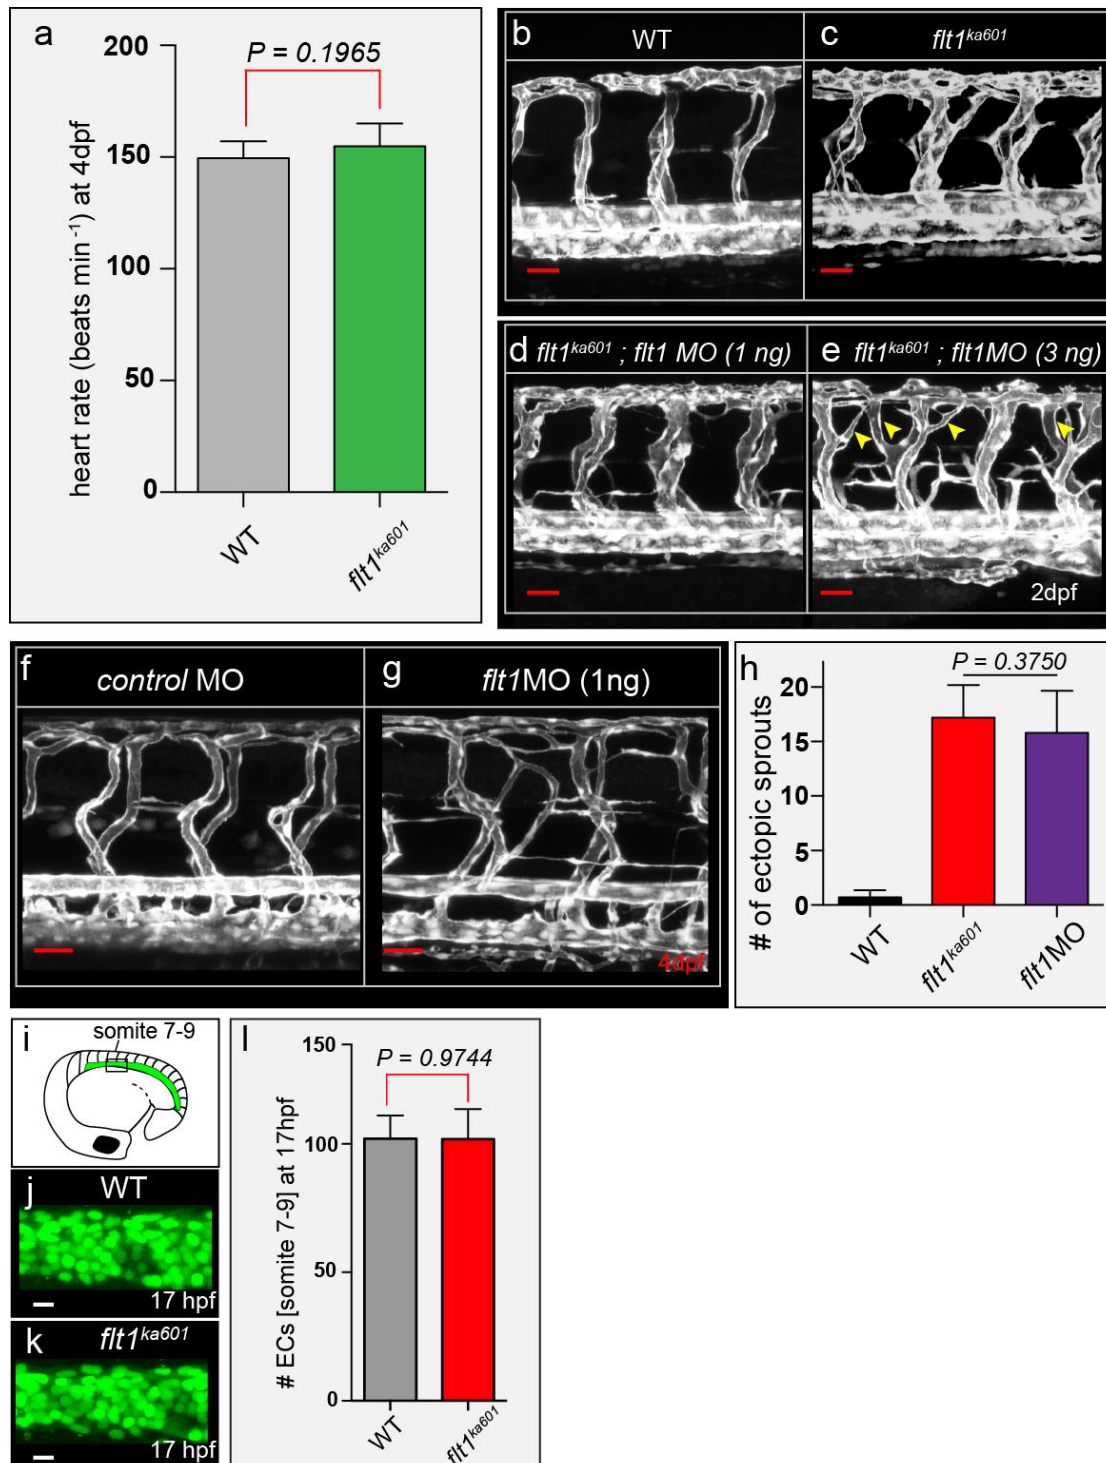 a
heart rate (beats min⁻¹) at 4dpf
200
150
100
50
0
P = 0.1965
WT
flt1ka601
b
WT
c
flt1ka601
d
flt1ka601 ; flt1 MO (1 ng)
e
flt1ka601 ; flt1MO (3 ng)
2dpf
f
control MO
g
flt1MO (1ng)
4dpf
h
# of ectopic sprouts
20
15
10
5
0
P = 0.3750
WT
flt1ka601
flt1MO
i
somite 7-9
j
WT
17 hpf
k
flt1ka601
17 hpf
l
# ECs [somite 7-9] at 17hpf
150
100
50
0
P = 0.9744
WT
flt1ka601